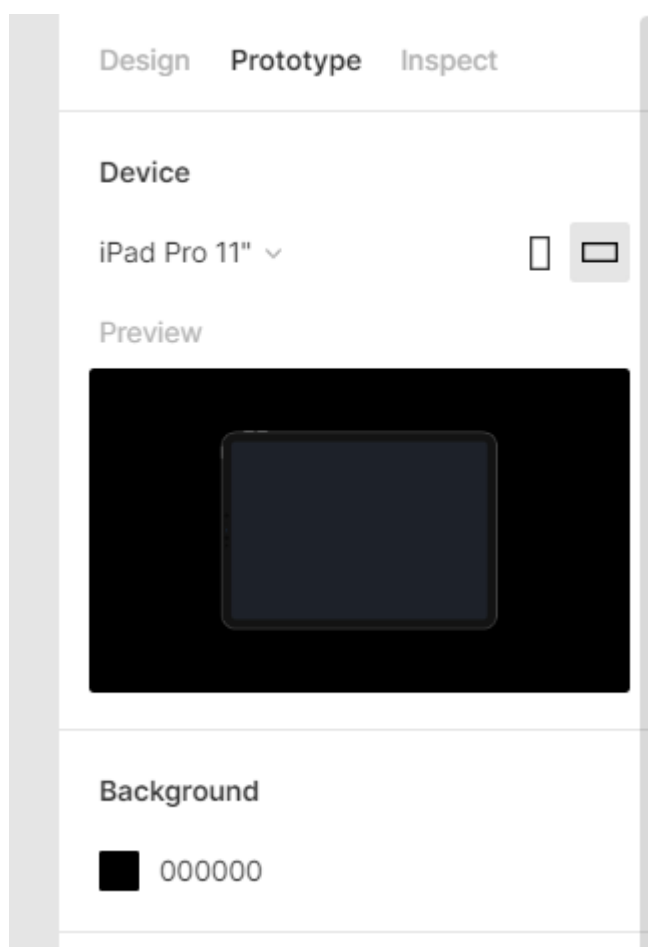 Design Prototype Inspect
Device
iPad Pro 11"
Preview
Background
000000